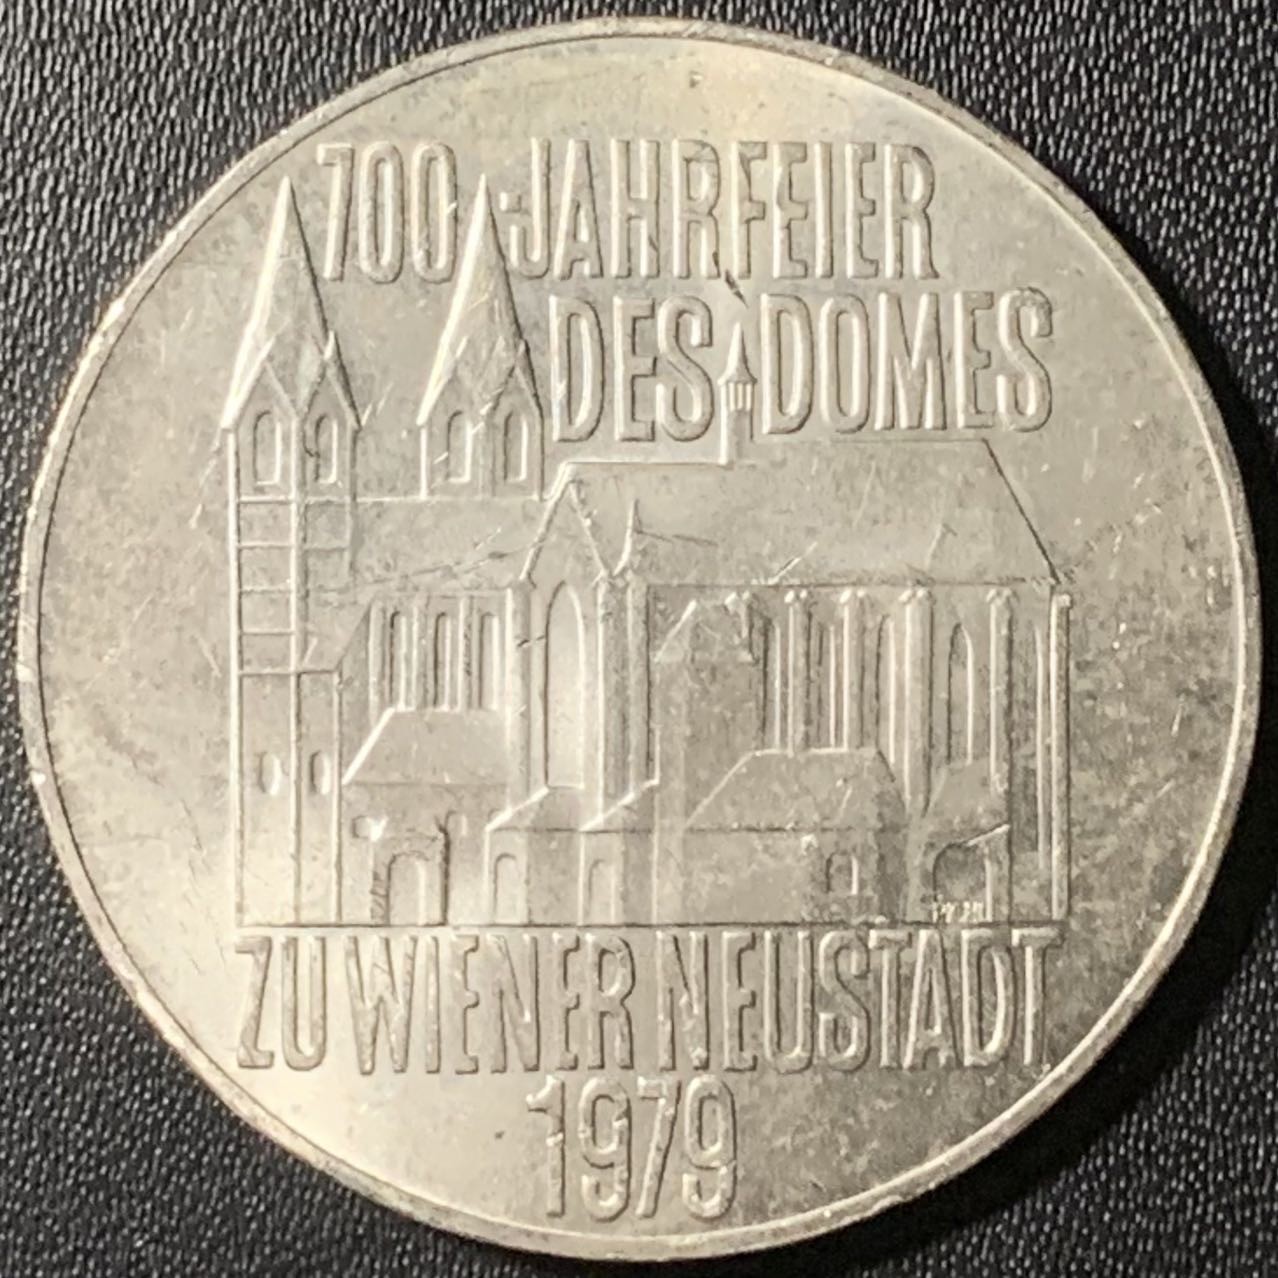 700 JAHRFEIER
DES DOMES
ZU WIENER NEUSTADT
1979